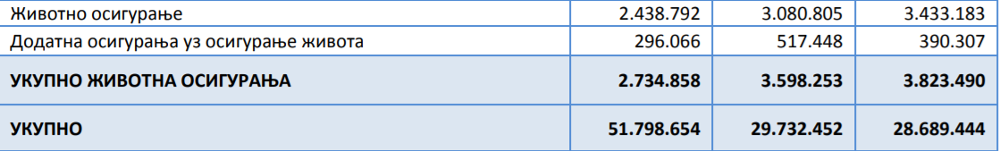 Животно осигурање 2.438.792 3.080.805 3.433.183
Додатна осигурања уз осигурање живота 296.066 517.448 390.307
УКУПНО ЖИВОТНА ОСИГУРАЊА 2.734.858 3.598.253 3.823.490
УКУПНО 51.798.654 29.732.452 28.689.444